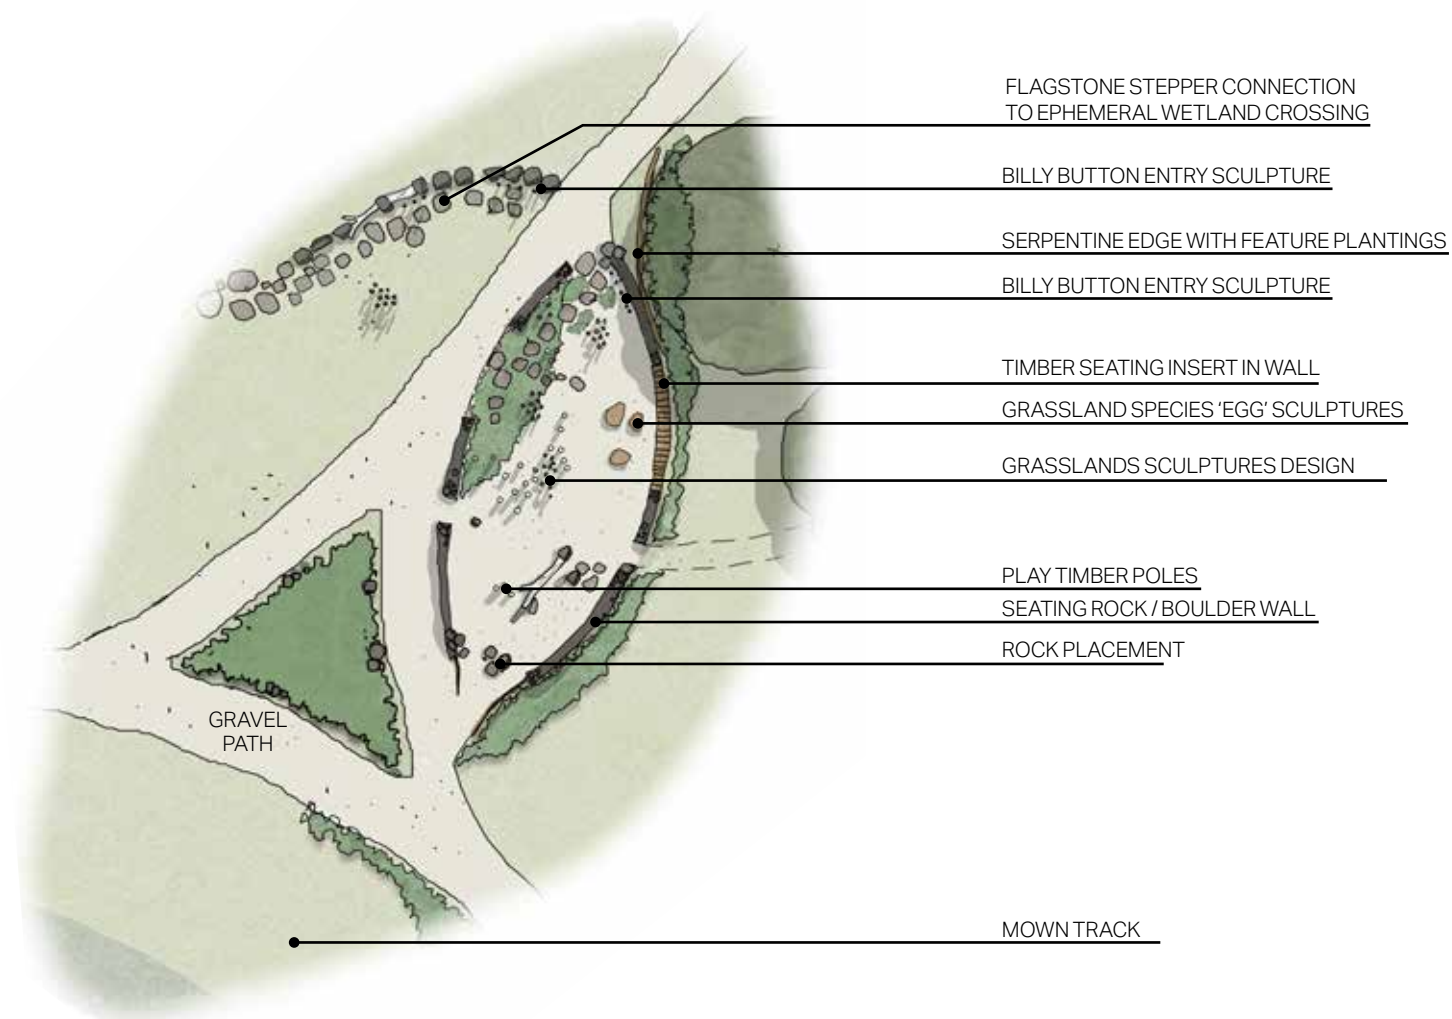 FLAGSTONE STEPPER CONNECTION
TO EPHEMERAL WETLAND CROSSING
BILLY BUTTON ENTRY SCULPTURE
SERPENTINE EDGE WITH FEATURE PLANTINGS
BILLY BUTTON ENTRY SCULPTURE
TIMBER SEATING INSERT IN WALL
GRASSLAND SPECIES ‘EGG’ SCULPTURES
GRASSLANDS SCULPTURES DESIGN
PLAY TIMBER POLES
SEATING ROCK / BOULDER WALL
ROCK PLACEMENT
GRAVEL
PATH
MOWN TRACK